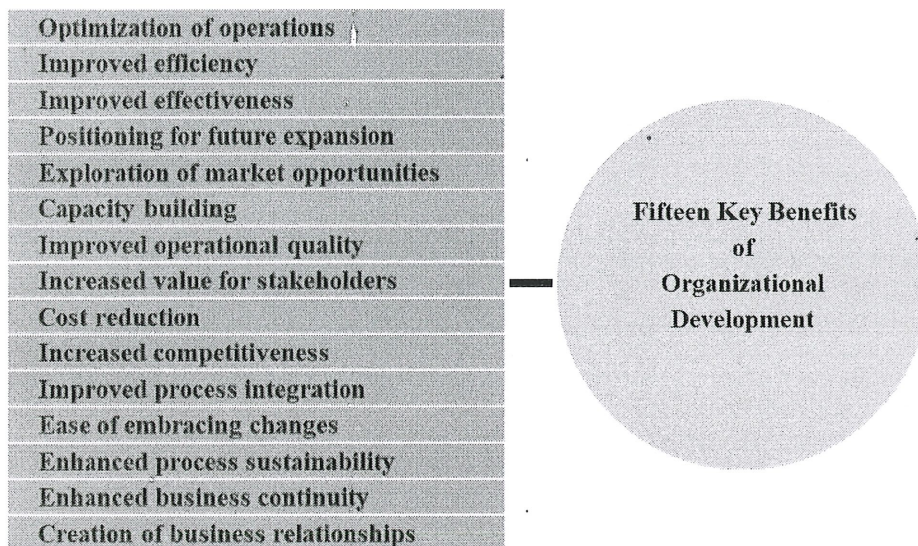 Optimization of operations
Improved efficiency
Improved effectiveness
Positioning for future expansion
Exploration of market opportunities
Capacity building
Improved operational quality
Increased value for stakeholders
Cost reduction
Increased competitiveness
Improved process integration
Ease of embracing changes
Enhanced process sustainability
Enhanced business continuity
Creation of business relationships
Fifteen Key Benefits
of
Organizational
Development